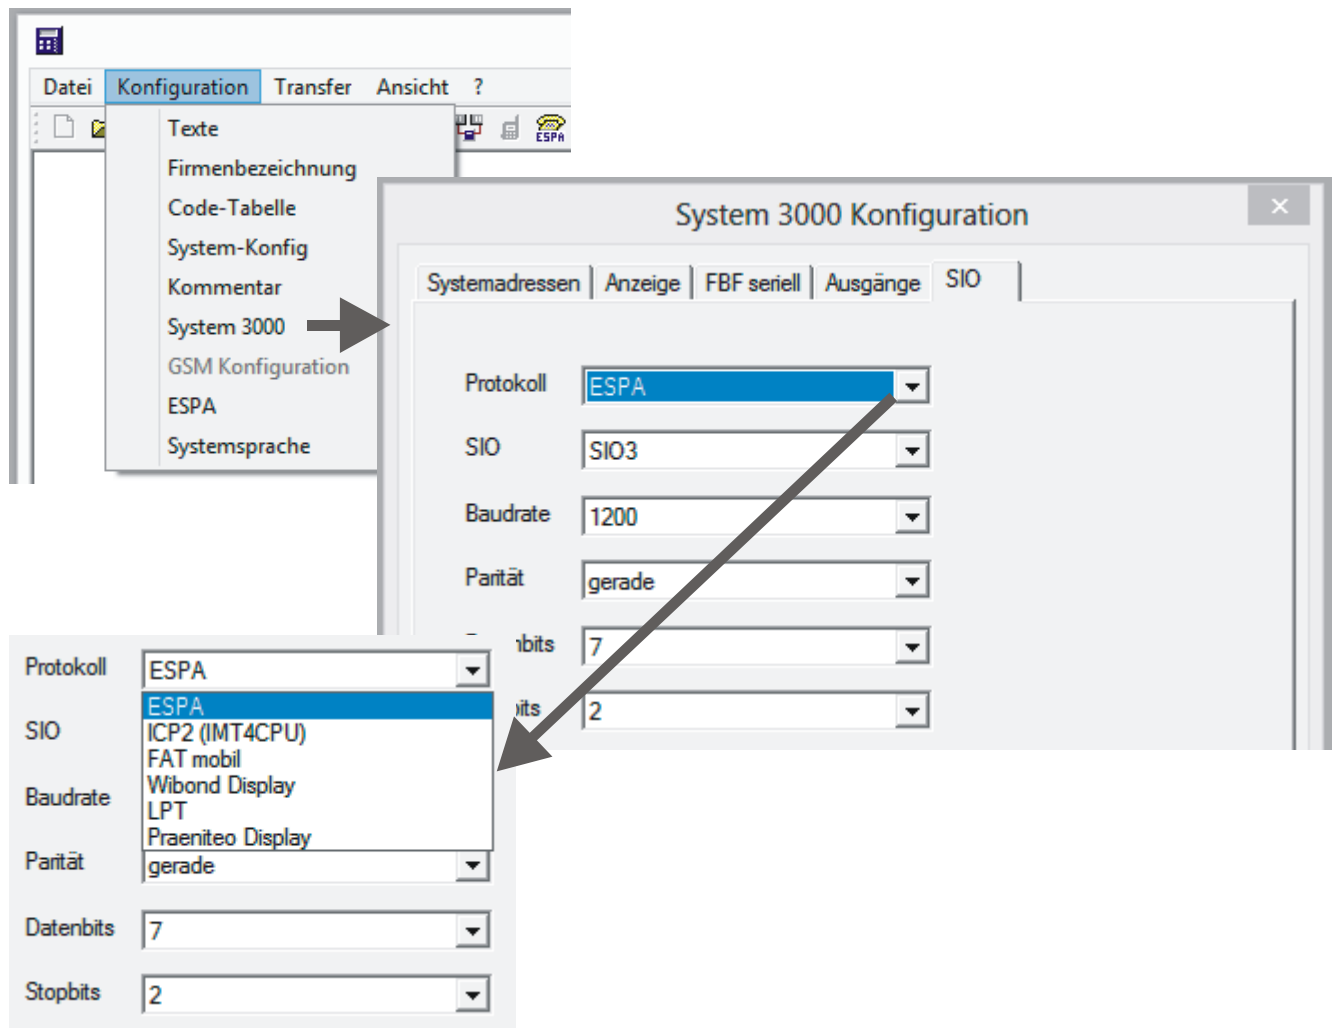 Datei Konfiguration Transfer Ansicht ?
ESPA
Texte
Firmenbezeichnung
Code-Tabelle
System-Konfig
Kommentar
System 3000
GSM Konfiguration
ESPA
Systemsprache
System 3000 Konfiguration
Systemadressen Anzeige FBF seriell Ausgänge SIO
Protokoll ESPA
SIO SIO3
Baudrate 1200
Parität gerade
nbits 7
its 2
Protokoll ESPA
ESPA
SIO ICP2 (IMT4CPU)
FAT mobil
Wibond Display
Baudrate LPT
Praeniteo Display
Parität gerade
Datenbits 7
Stopbits 2